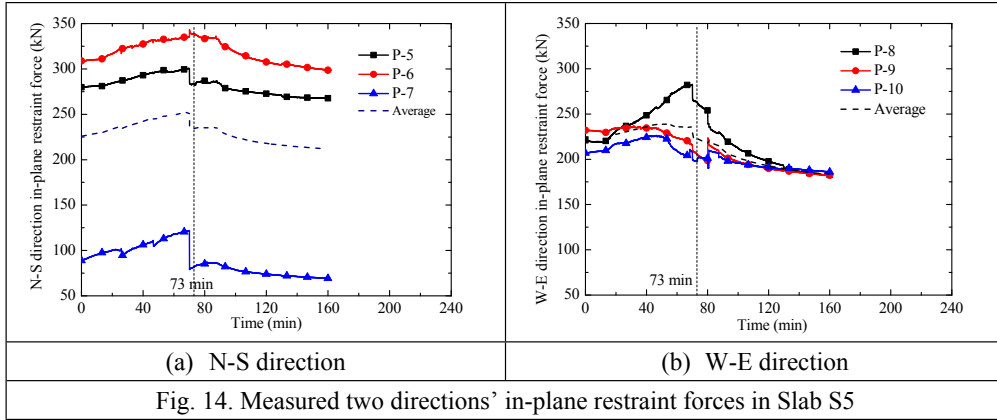 N-S direction in-plane restraint force (kN)
350
300
250
200
150
100
50
0 40 80 120 160 200 240
Time (min)
P-5
P-6
P-7
Average
73 min
W-E direction in-plane restraint force (kN)
350
300
250
200
150
100
50
0 40 80 120 160 200 240
Time (min)
P-8
P-9
P-10
Average
73 min
(a) N-S direction
(b) W-E direction
Fig. 14. Measured two directions’ in-plane restraint forces in Slab S5